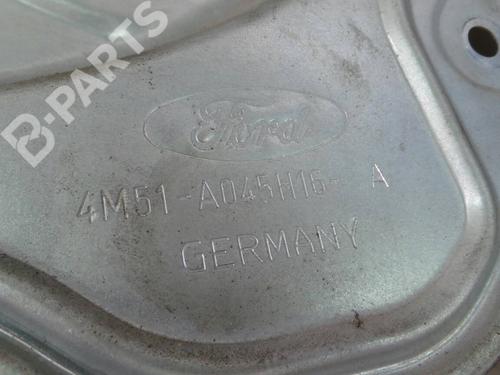 B-PARTS
Ford
4M51-A045H16- A
GERMANY